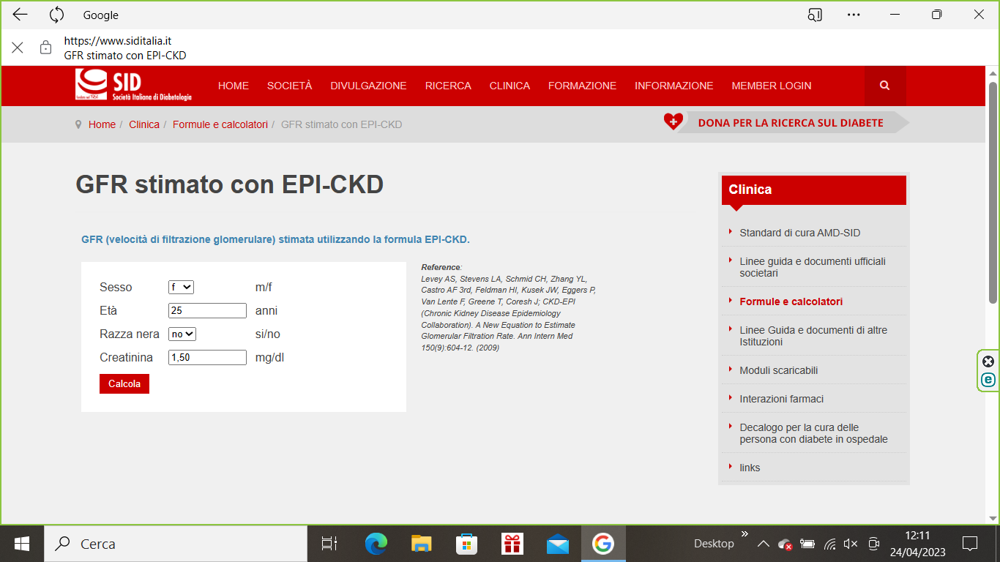 Google
https://www.siditalia.it
GFR stimato con EPI-CKD
SID
Società Italiana di Diabetologia
HOME SOCIETÀ DIVULGAZIONE RICERCA CLINICA FORMAZIONE INFORMAZIONE MEMBER LOGIN
Home / Clinica / Formule e calcolatori / GFR stimato con EPI-CKD
DONA PER LA RICERCA SUL DIABETE
GFR stimato con EPI-CKD
GFR (velocità di filtrazione glomerulare) stimata utilizzando la formula EPI-CKD.
Sesso f m/f
Età 25 anni
Razza nera no si/no
Creatinina 1,50 mg/dl
Calcola
Reference:
Levey AS, Stevens LA, Schmid CH, Zhang YL,
Castro AF 3rd, Feldman HI, Kusek JW, Eggers P,
Van Lente F, Greene T, Coresh J; CKD-EPI
(Chronic Kidney Disease Epidemiology
Collaboration). A New Equation to Estimate
Glomerular Filtration Rate. Ann Intern Med
150(9):604-12. (2009)
Clinica
Standard di cura AMD-SID
Linee guida e documenti ufficiali
societari
Formule e calcolatori
Linee Guida e documenti di altre
Istituzioni
Moduli scaricabili
Interazioni farmaci
Decalogo per la cura delle
persona con diabete in ospedale
links
Cerca
Desktop
12:11
24/04/2023